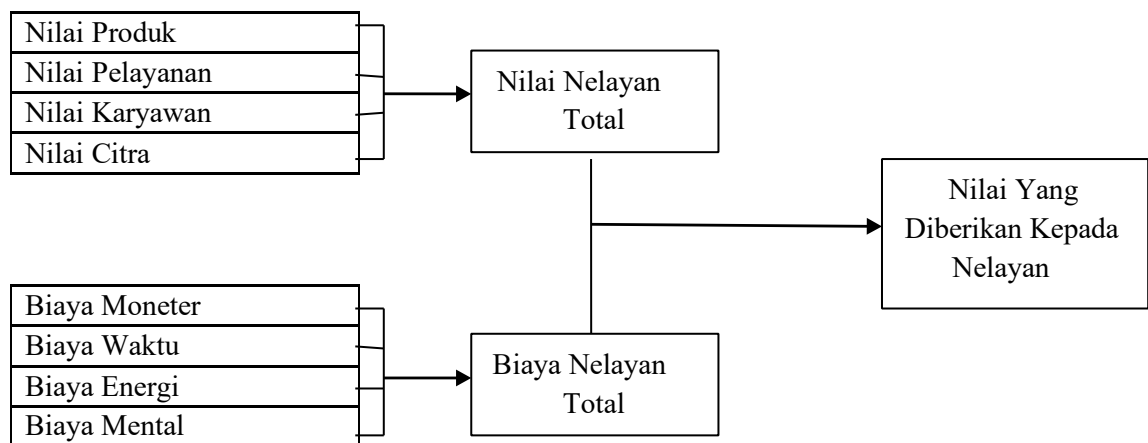 Nilai Produk
Nilai Pelayanan
Nilai Karyawan
Nilai Citra
Nilai Nelayan
Total
Nilai Yang
Diberikan Kepada
Nelayan
Biaya Moneter
Biaya Waktu
Biaya Energi
Biaya Mental
Biaya Nelayan
Total